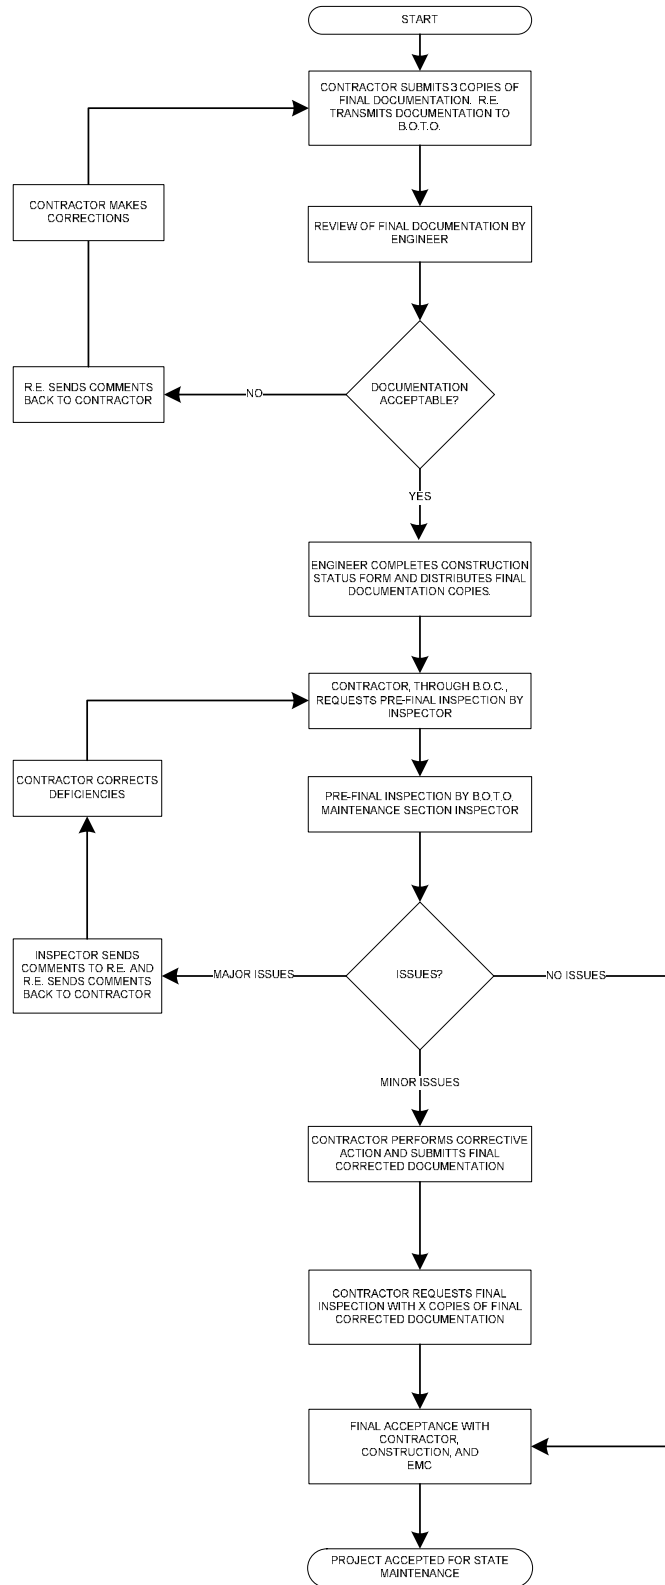 START
CONTRACTOR SUBMITS 3 COPIES OF
FINAL DOCUMENTATION. R.E.
TRANSMITS DOCUMENTATION TO
B.O.T.O.
CONTRACTOR MAKES
CORRECTIONS
REVIEW OF FINAL DOCUMENTATION BY
ENGINEER
R.E. SENDS COMMENTS
BACK TO CONTRACTOR
NO
DOCUMENTATION
ACCEPTABLE?
YES
ENGINEER COMPLETES CONSTRUCTION
STATUS FORM AND DISTRIBUTES FINAL
DOCUMENTATION COPIES.
CONTRACTOR, THROUGH B.O.C.,
REQUESTS PRE-FINAL INSPECTION BY
INSPECTOR
CONTRACTOR CORRECTS
DEFICIENCIES
PRE-FINAL INSPECTION BY B.O.T.O.
MAINTENANCE SECTION INSPECTOR
INSPECTOR SENDS
COMMENTS TO R.E. AND
R.E. SENDS COMMENTS
BACK TO CONTRACTOR
MAJOR ISSUES
ISSUES?
NO ISSUES
MINOR ISSUES
CONTRACTOR PERFORMS CORRECTIVE
ACTION AND SUBMITTS FINAL
CORRECTED DOCUMENTATION
CONTRACTOR REQUESTS FINAL
INSPECTION WITH X COPIES OF FINAL
CORRECTED DOCUMENTATION
FINAL ACCEPTANCE WITH
CONTRACTOR,
CONSTRUCTION, AND
EMC
PROJECT ACCEPTED FOR STATE
MAINTENANCE